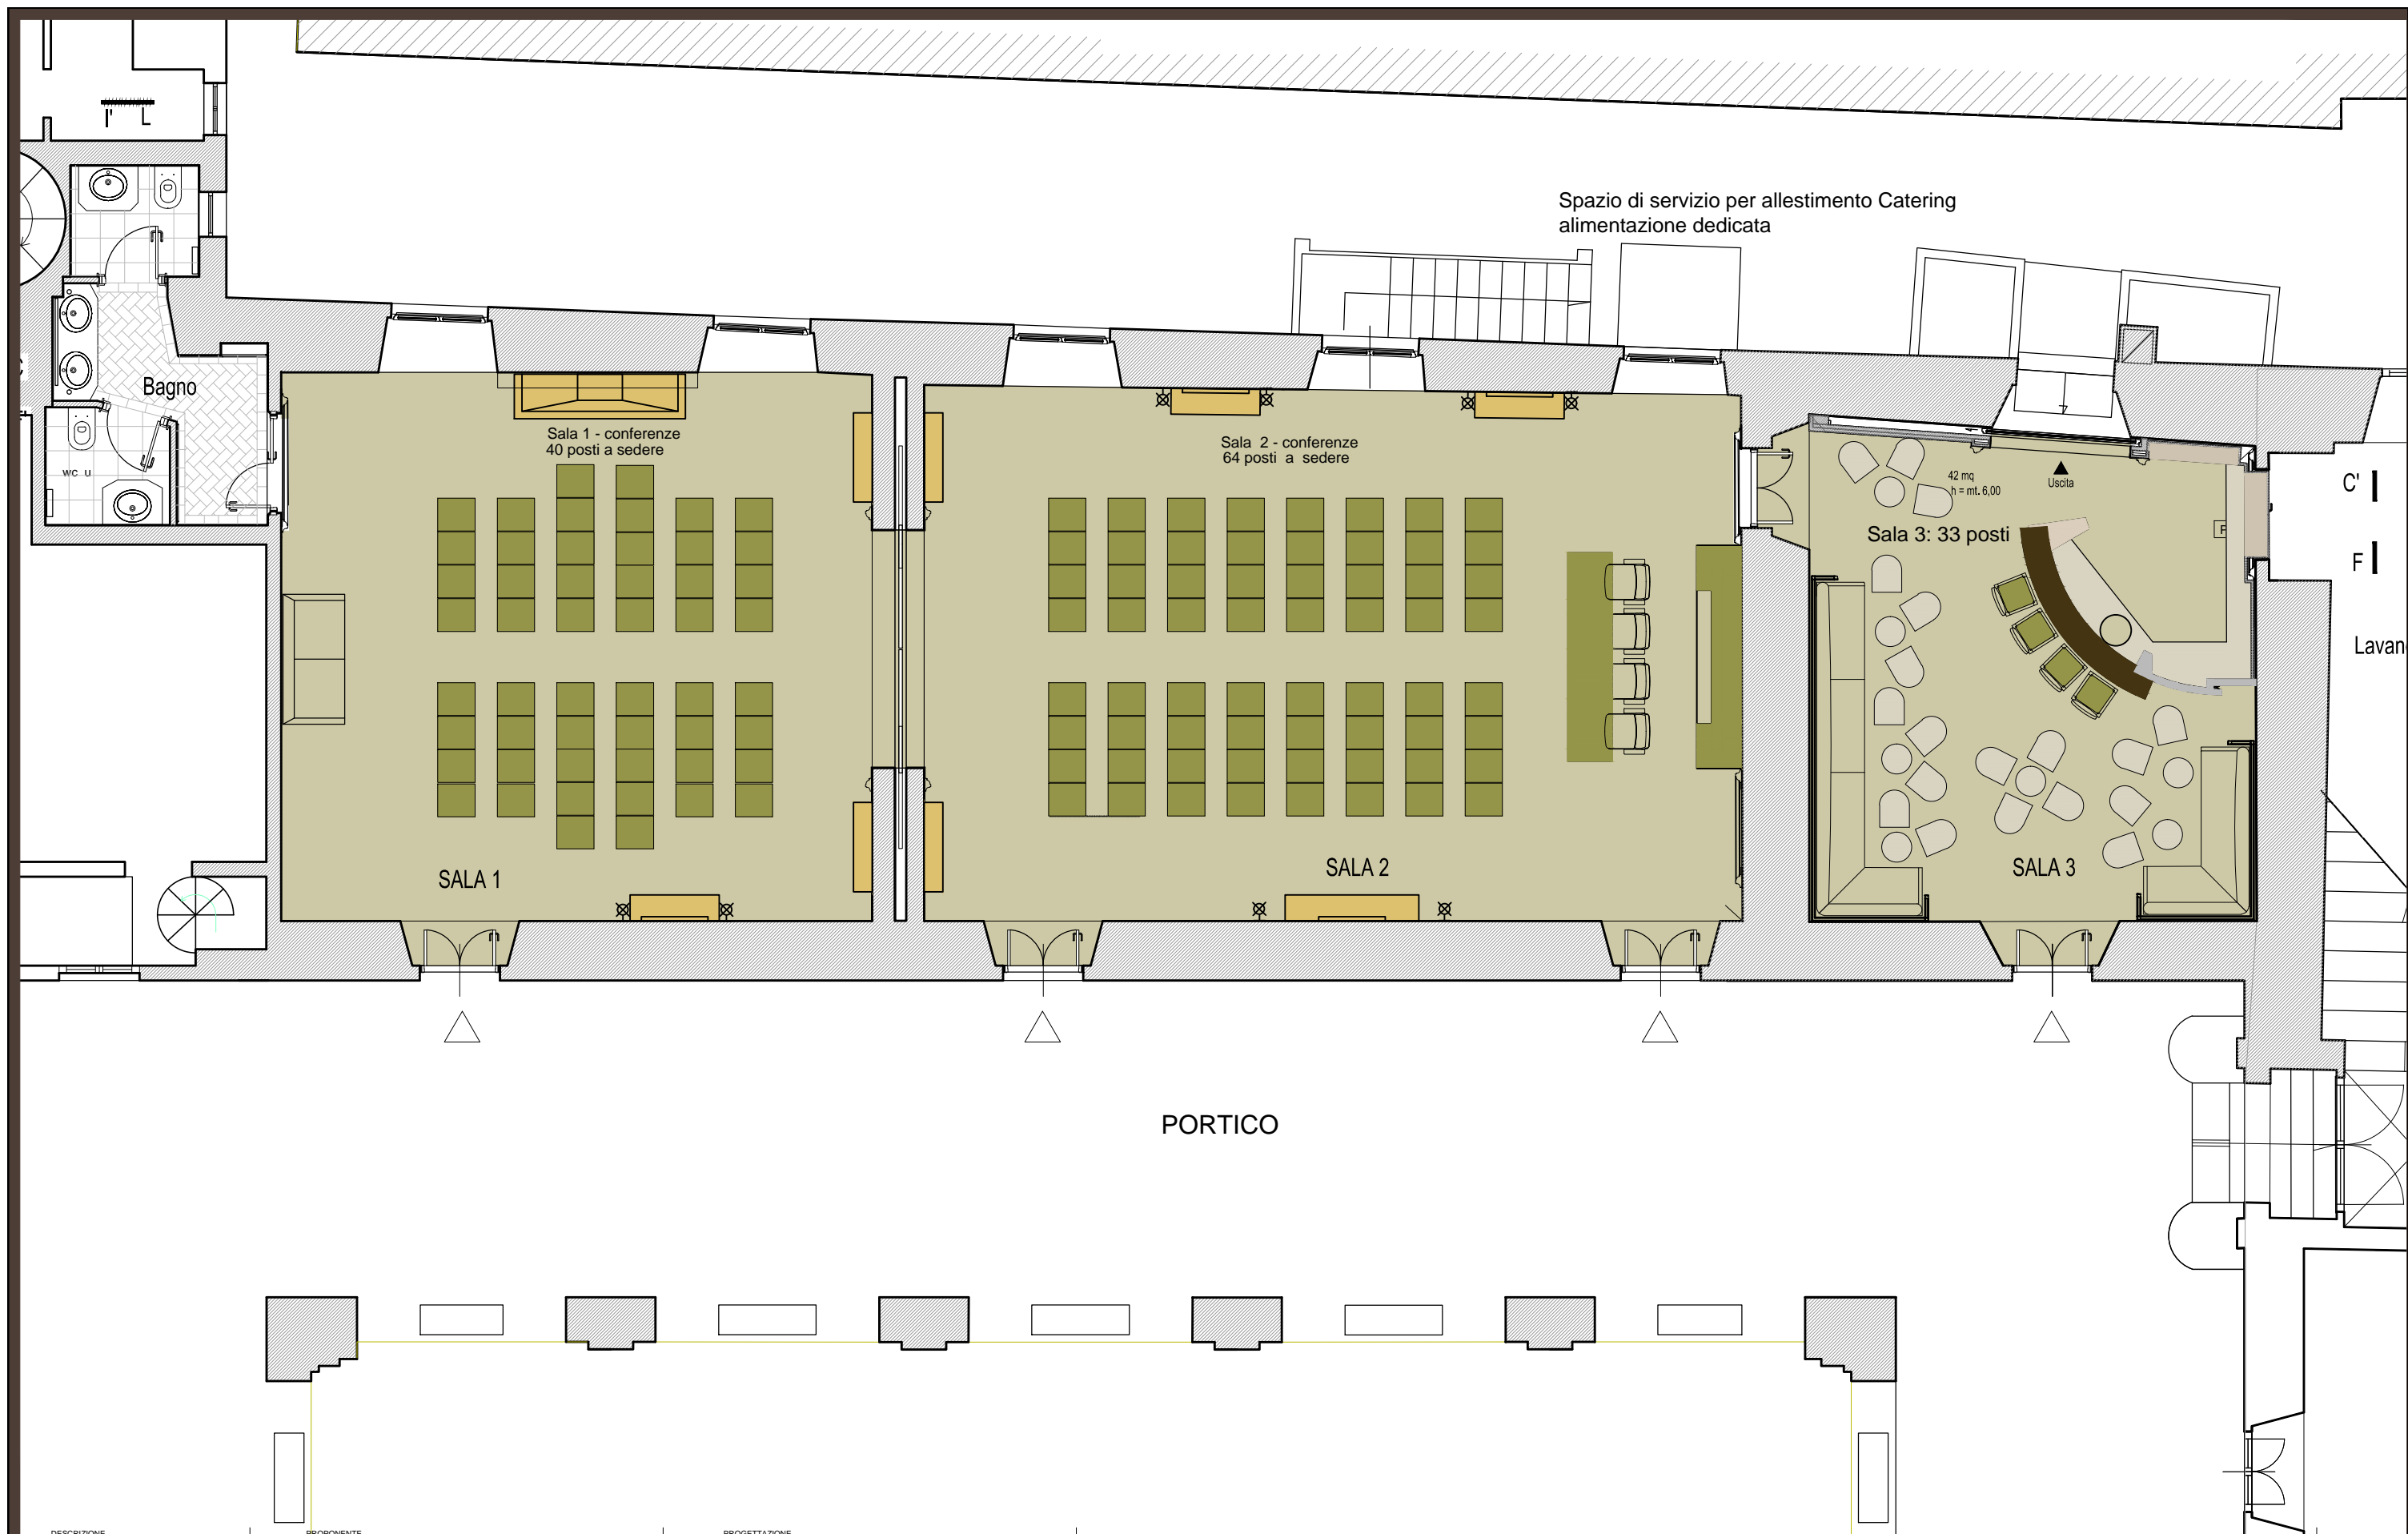 I' L
Spazio di servizio per allestimento Catering
alimentazione dedicata
Bagno
WC U
Sala 1 - conferenze
40 posti a sedere
Sala 2 - conferenze
64 posti a sedere
42 mq
h = mt. 6,00
Uscita
Sala 3: 33 posti
P
C'
F
Lavan
SALA 1
SALA 2
SALA 3
PORTICO
DESCRIZIONE
PROPONENTE
PROGETTAZIONE